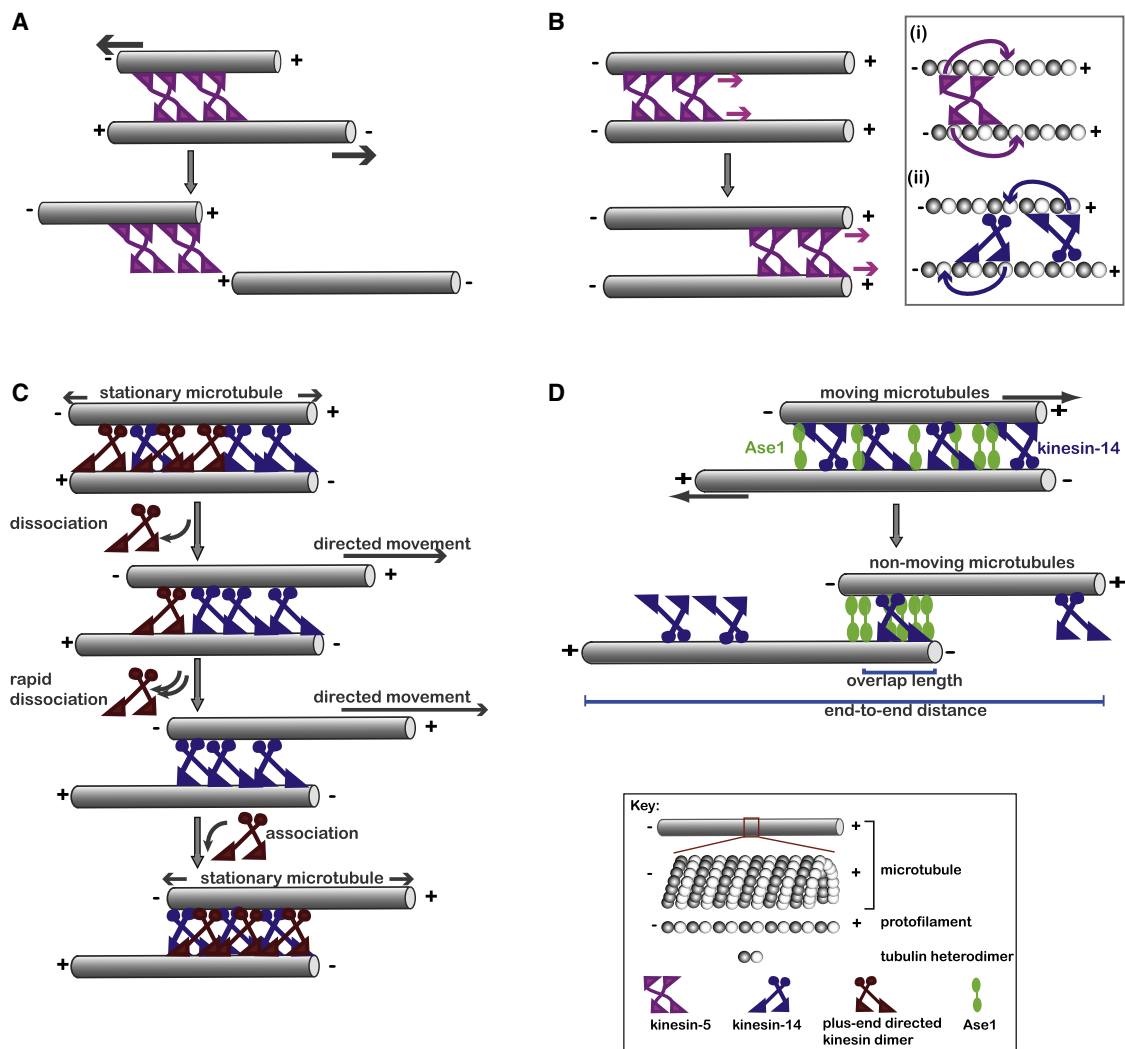 A
-
+
+
-
-
+
+
-
B
-
+
-
+
-
+
-
+
(i)
-
+
-
+
(ii)
-
+
-
+
C
stationary microtubule
-
+
+
-
dissociation
directed movement
-
+
+
-
rapid
dissociation
directed movement
-
+
+
-
association
stationary microtubule
-
+
+
-
D
moving microtubules
-
+
Ase1
kinesin-14
+
-
non-moving microtubules
-
+
+
-
overlap length
end-to-end distance
Key:
-
+
-
+
microtubule
-
+
protofilament
tubulin heterodimer
kinesin-5
kinesin-14
plus-end directed
kinesin dimer
Ase1